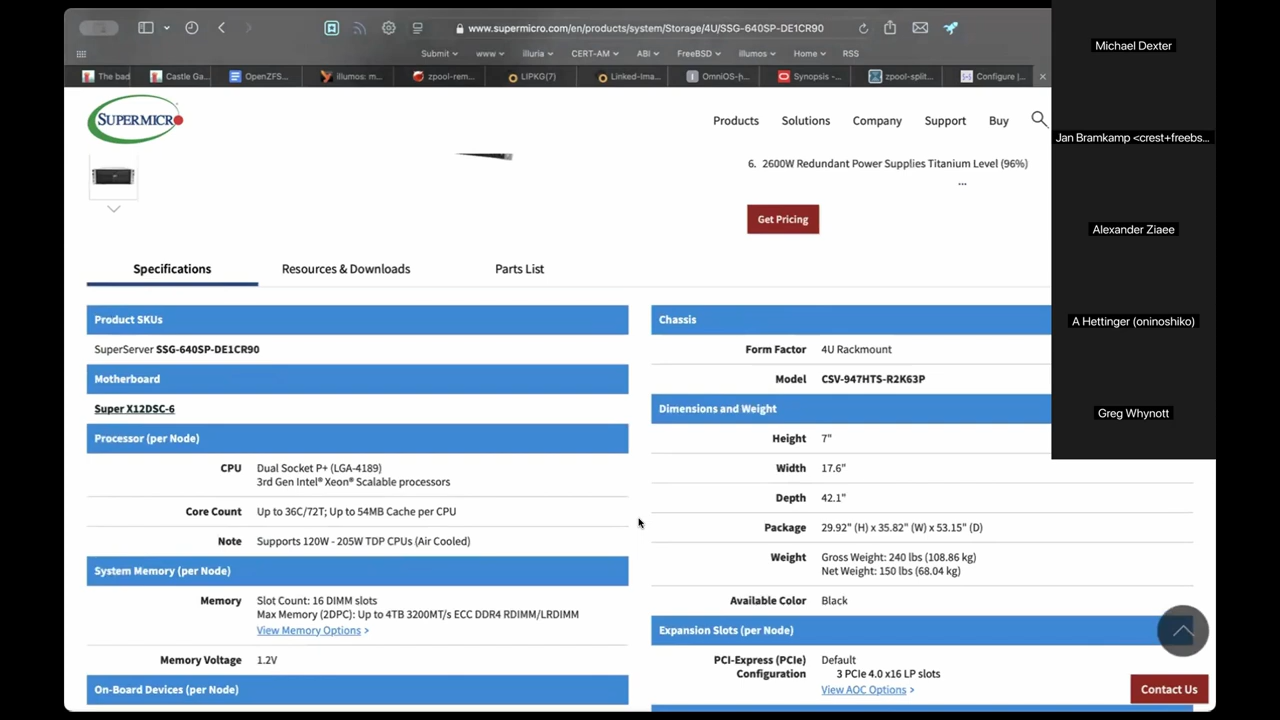 www.supermicro.com/en/products/system/Storage/4U/SSG-640SP-DE1CR90
Submit www illuria CERT-AM ABI FreeBSD illumos Home RSS
The bad Castle Ga... OpenZFS... illumos: m... zpool-rem... LIPKG(7) Linked-Ima... OmniOS-h... Synopsis -... zpool-split... Configure |...
SUPERMICR
Products Solutions Company Support Buy
6. 2600W Redundant Power Supplies Titanium Level (96%)
...
Get Pricing
Specifications Resources & Downloads Parts List
Product SKUs
SuperServer SSG-640SP-DE1CR90
Motherboard
Super X12DSC-6
Processor (per Node)
CPU Dual Socket P+ (LGA-4189)
3rd Gen Intel® Xeon® Scalable processors
Core Count Up to 36C/72T; Up to 54MB Cache per CPU
Note Supports 120W - 205W TDP CPUs (Air Cooled)
System Memory (per Node)
Memory Slot Count: 16 DIMM slots
Max Memory (2DPC): Up to 4TB 3200MT/s ECC DDR4 RDIMM/LRDIMM
View Memory Options >
Memory Voltage 1.2V
On-Board Devices (per Node)
Chassis
Form Factor 4U Rackmount
Model CSV-947HTS-R2K63P
Dimensions and Weight
Height 7"
Width 17.6"
Depth 42.1"
Package 29.92" (H) x 35.82" (W) x 53.15" (D)
Weight Gross Weight: 240 lbs (108.86 kg)
Net Weight: 150 lbs (68.04 kg)
Available Color Black
Expansion Slots (per Node)
PCI-Express (PCIe) Default
Configuration 3 PCIe 4.0 x16 LP slots
View AOC Options >
Contact Us
Michael Dexter
Jan Bramkamp <crest+freebs...
Alexander Ziaee
A Hettinger (oninoshiko)
Greg Whynott